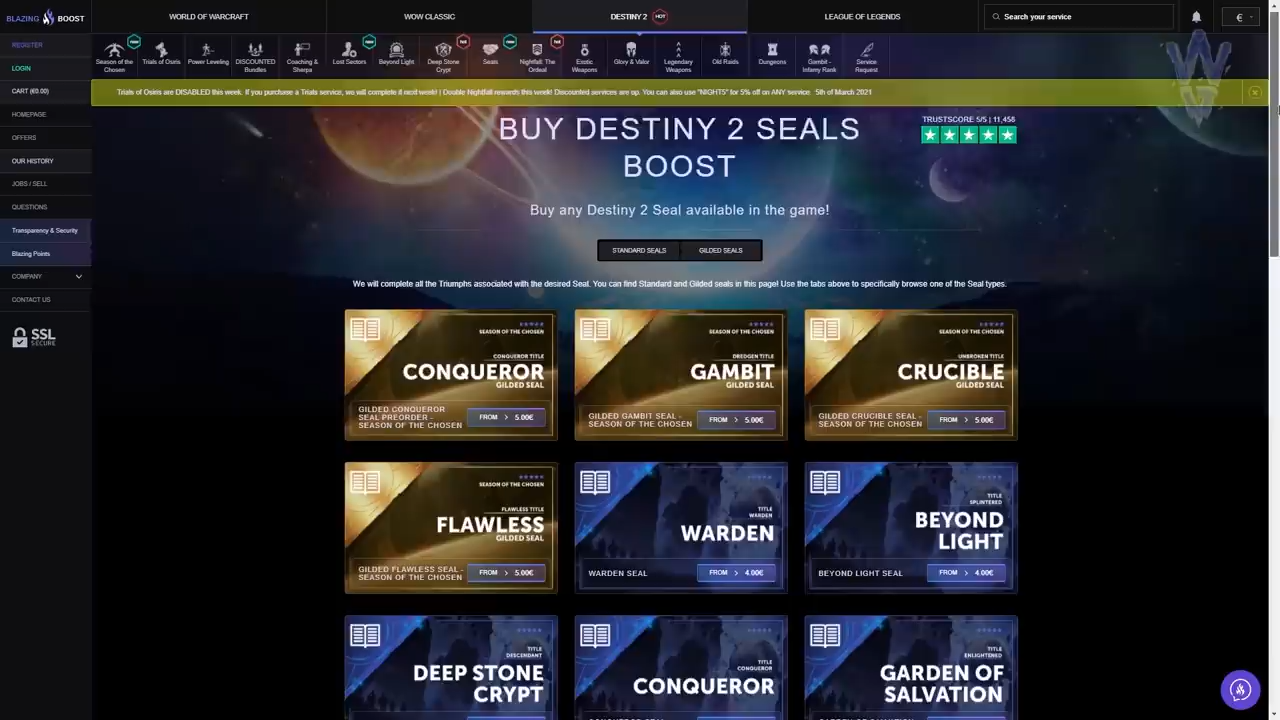 BLAZING BOOST
WORLD OF WARCRAFT
WOW CLASSIC
DESTINY 2 HOT
LEAGUE OF LEGENDS
Search your service
€
REGISTER
LOGIN
CART (€0.00)
HOMEPAGE
OFFERS
OUR HISTORY
JOBS / SELL
QUESTIONS
Transparency & Security
Blazing Points
COMPANY
CONTACT US
SSL
SECURE
new
Season of the
Chosen
Trials of Osiris
Power Leveling
DISCOUNTED
Bundles
Coaching &
Sherpa
new
Lost Sectors
Beyond Light
hot
Deep Stone
Crypt
new
Seals
hot
Nightfall: The
Ordeal
Exotic
Weapons
Glory & Valor
Legendary
Weapons
Old Raids
Dungeons
Gambit -
Infamy Rank
Service
Request
Trials of Osiris are DISABLED this week. If you purchase a Trials service, we will complete it next week! | Double Nightfall rewards this week! Discounted services are up. You can also use "NIGHT5" for 5% off on ANY service 5th of March 2021
BUY DESTINY 2 SEALS
BOOST
TRUSTSCORE 5/5 | 11,458
Buy any Destiny 2 Seal available in the game!
STANDARD SEALS
GILDED SEALS
We will complete all the Triumphs associated with the desired Seal. You can find Standard and Gilded seals in this page! Use the tabs above to specifically browse one of the Seal types.
SEASON OF THE CHOSEN
CONQUEROR TITLE
CONQUEROR
GILDED SEAL
GILDED CONQUEROR
SEAL PREORDER -
SEASON OF THE CHOSEN
FROM > 5.00€
SEASON OF THE CHOSEN
DREDGEN TITLE
GAMBIT
GILDED SEAL
GILDED GAMBIT SEAL -
SEASON OF THE CHOSEN
FROM > 5.00€
SEASON OF THE CHOSEN
UNBROKEN TITLE
CRUCIBLE
GILDED SEAL
GILDED CRUCIBLE SEAL -
SEASON OF THE CHOSEN
FROM > 5.00€
SEASON OF THE CHOSEN
FLAWLESS TITLE
FLAWLESS
GILDED SEAL
GILDED FLAWLESS SEAL -
SEASON OF THE CHOSEN
FROM > 5.00€
TITLE
WARDEN
WARDEN
WARDEN SEAL
FROM > 4.00€
TITLE
SPLINTERED
BEYOND
LIGHT
BEYOND LIGHT SEAL
FROM > 4.00€
TITLE
DESCENDANT
DEEP STONE
CRYPT
TITLE
CONQUEROR
CONQUEROR
TITLE
ENLIGHTENED
GARDEN OF
SALVATION